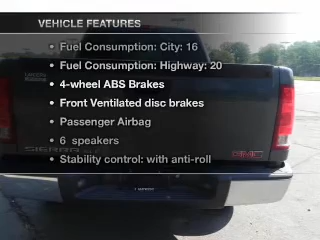 VEHICLE FEATURES
• Fuel Consumption: City: 16
• Fuel Consumption: Highway: 20
• 4-wheel ABS Brakes
• Front Ventilated disc brakes
• Passenger Airbag
• 6 speakers
• Stability control: with anti-roll
SIERRA
GMC